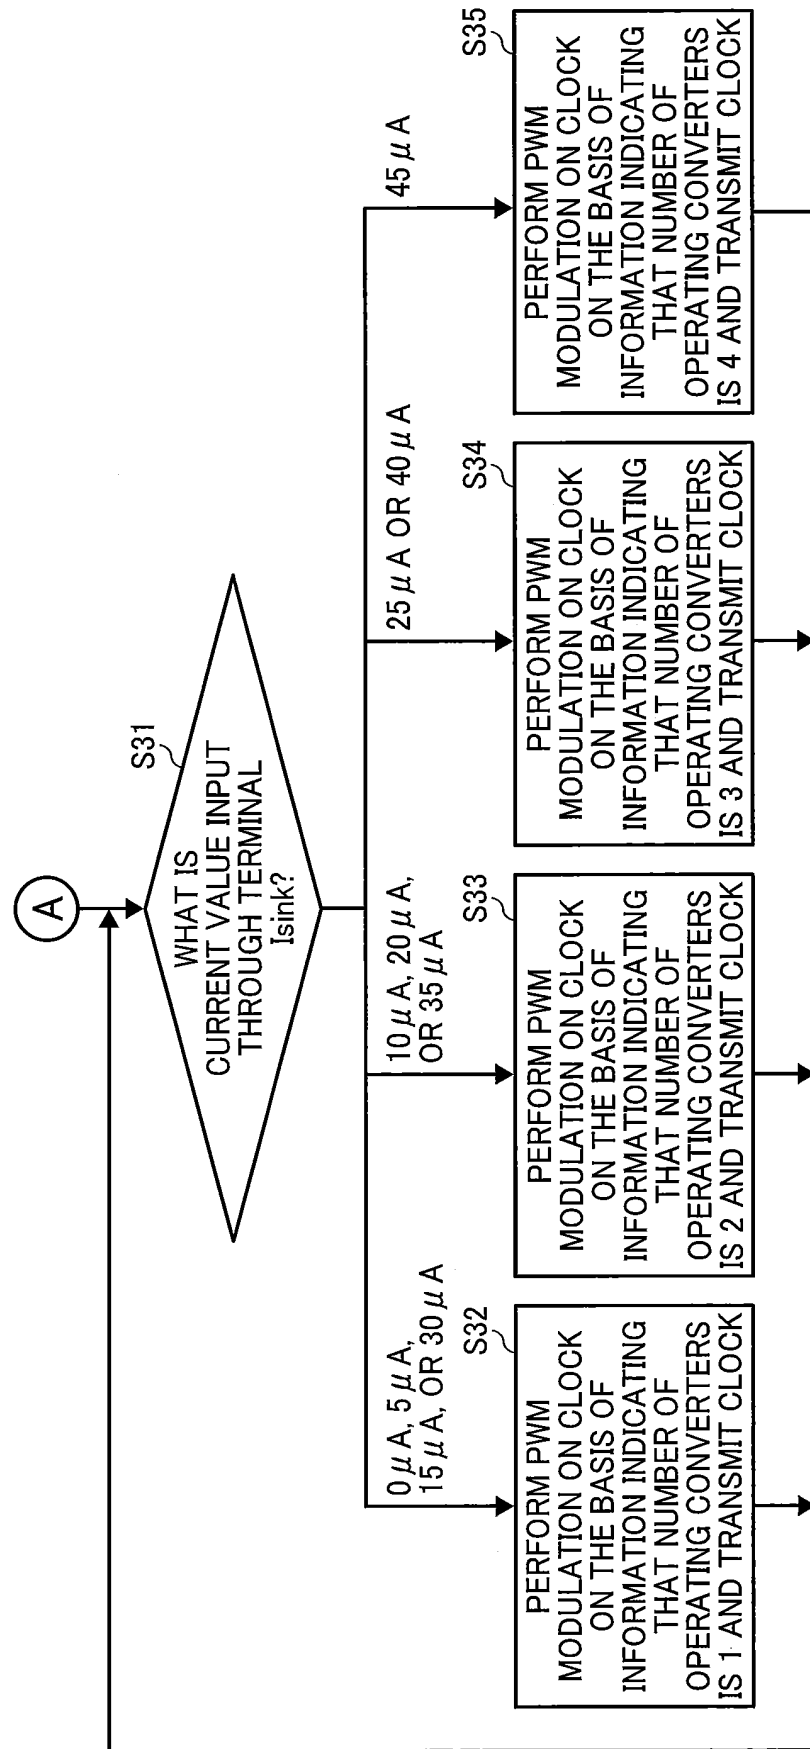 A
S31
WHAT IS
CURRENT VALUE INPUT
THROUGH TERMINAL
Isink?
0μA, 5μA,
15μA, OR 30μA
10μA, 20μA,
OR 35μA
25μA OR 40μA
45μA
S32
PERFORM PWM
MODULATION ON CLOCK
ON THE BASIS OF
INFORMATION INDICATING
THAT NUMBER OF
OPERATING CONVERTERS
IS 1 AND TRANSMIT CLOCK
S33
PERFORM PWM
MODULATION ON CLOCK
ON THE BASIS OF
INFORMATION INDICATING
THAT NUMBER OF
OPERATING CONVERTERS
IS 2 AND TRANSMIT CLOCK
S34
PERFORM PWM
MODULATION ON CLOCK
ON THE BASIS OF
INFORMATION INDICATING
THAT NUMBER OF
OPERATING CONVERTERS
IS 3 AND TRANSMIT CLOCK
S35
PERFORM PWM
MODULATION ON CLOCK
ON THE BASIS OF
INFORMATION INDICATING
THAT NUMBER OF
OPERATING CONVERTERS
IS 4 AND TRANSMIT CLOCK